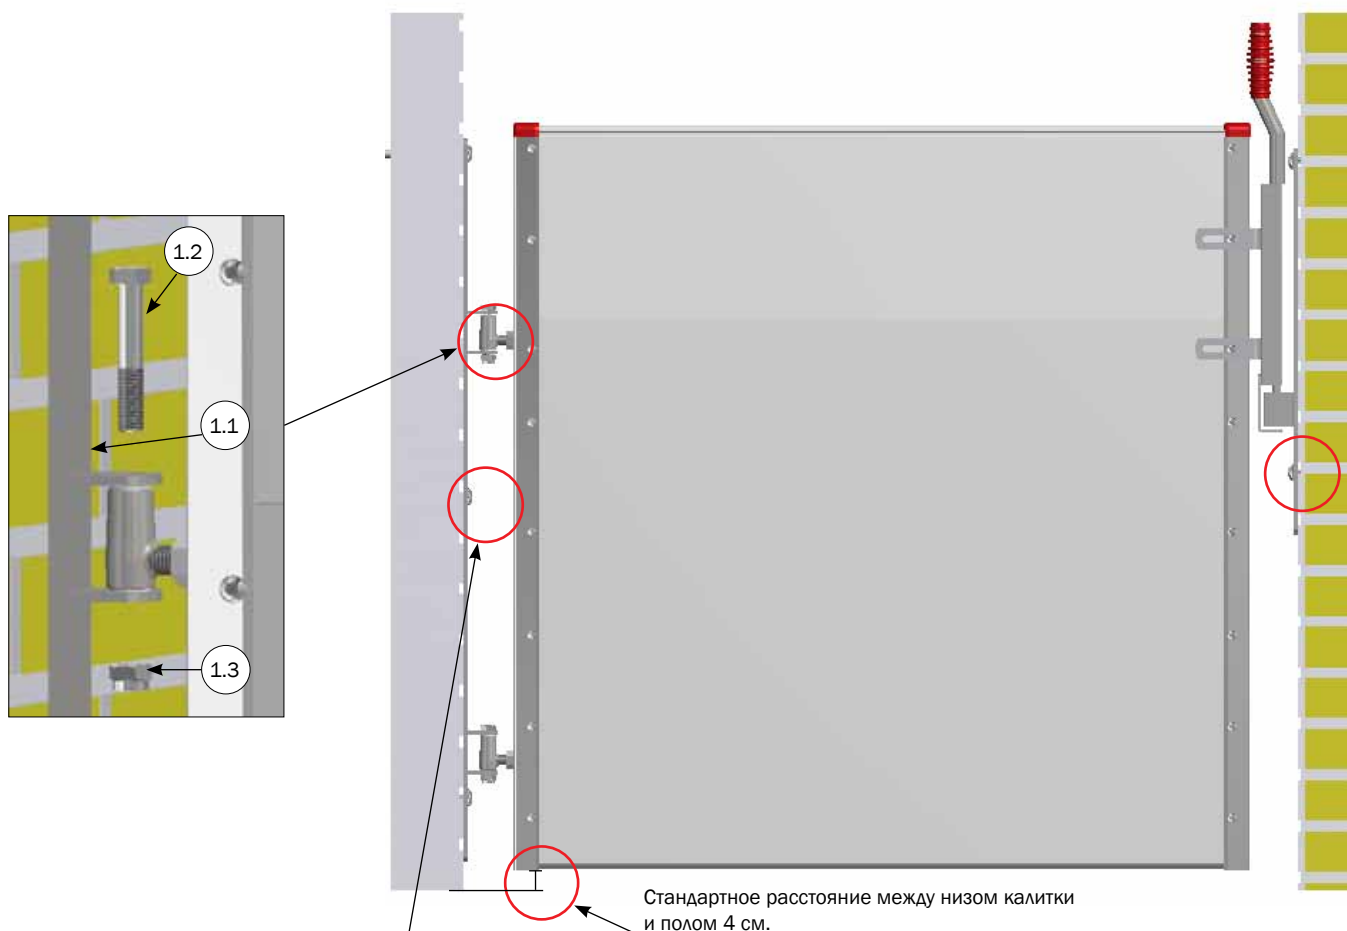 1.2
1.1
1.3
Стандартное расстояние между низом калитки
и полом 4 см.